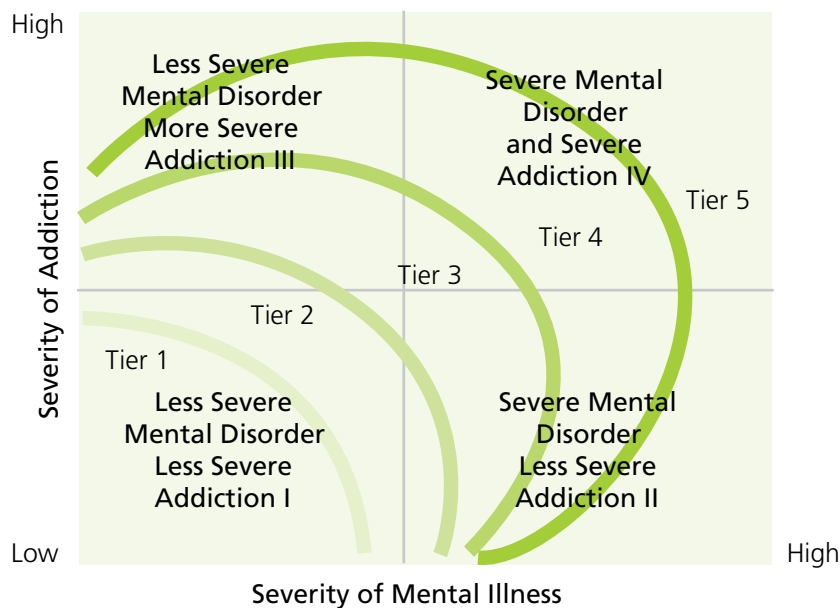 High
Less Severe
Mental Disorder
More Severe
Addiction III
Severe Mental
Disorder
and Severe
Addiction IV
Tier 5
Tier 4
Tier 3
Tier 2
Tier 1
Severity of Addiction
Less Severe
Mental Disorder
Less Severe
Addiction I
Severe Mental
Disorder
Less Severe
Addiction II
Low
High
Severity of Mental Illness